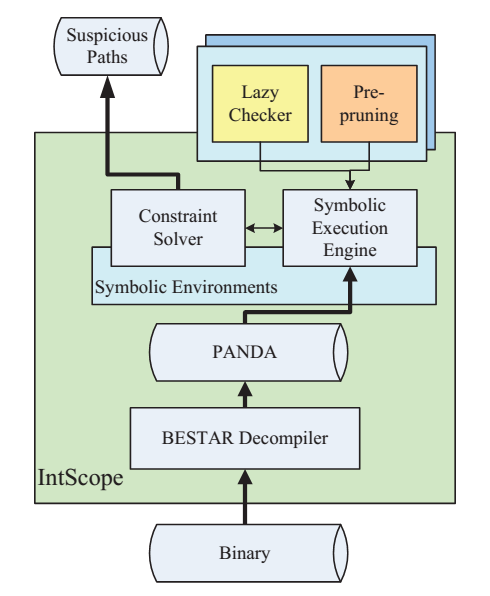 Suspicious
Paths
Lazy
Checker
Pre-
pruning
Constraint
Solver
Symbolic
Execution
Engine
Symbolic Environments
PANDA
BESTAR Decompiler
IntScope
Binary